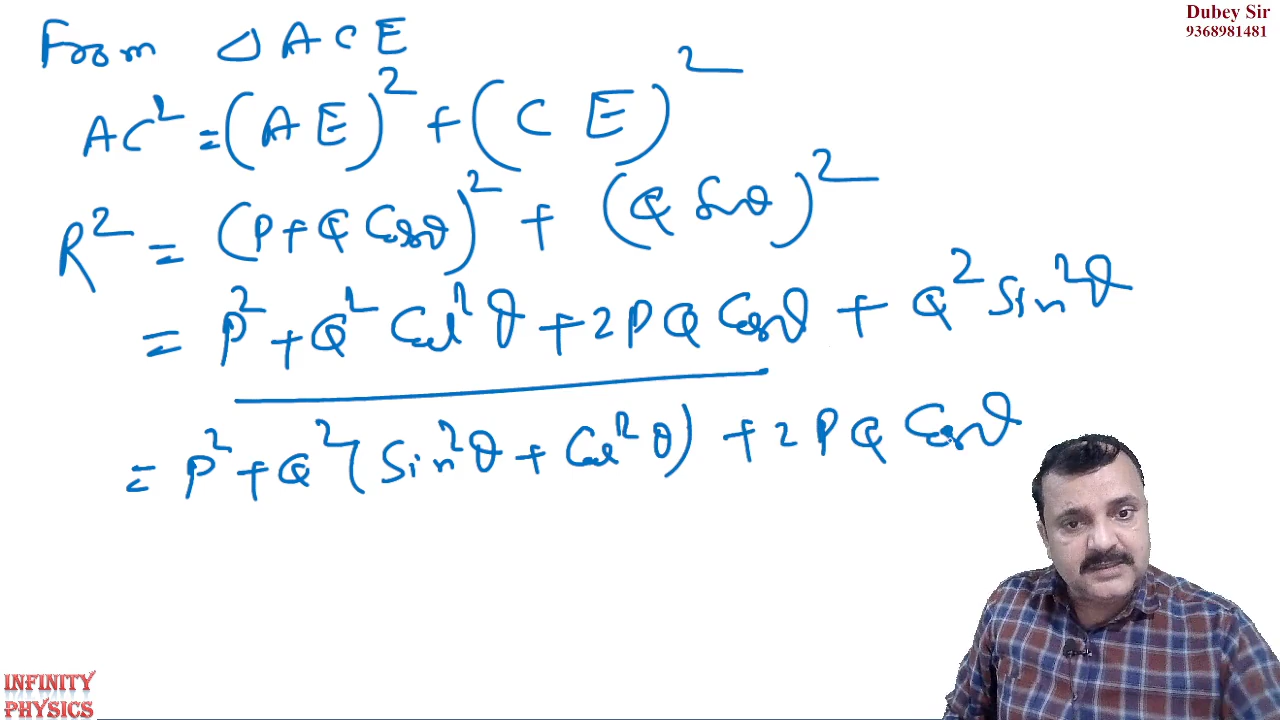 Dubey Sir
9368981481
From △ACE
AC² = (AE)² + (CE)²
R² = (P + Q Cosθ)² + (Q Sinθ)²
= P² + Q² Cos²θ + 2PQ Cosθ + Q² Sin²θ
= P² + Q² (Sin²θ + Cos²θ) + 2PQ Cosθ
INFINITY
PHYSICS